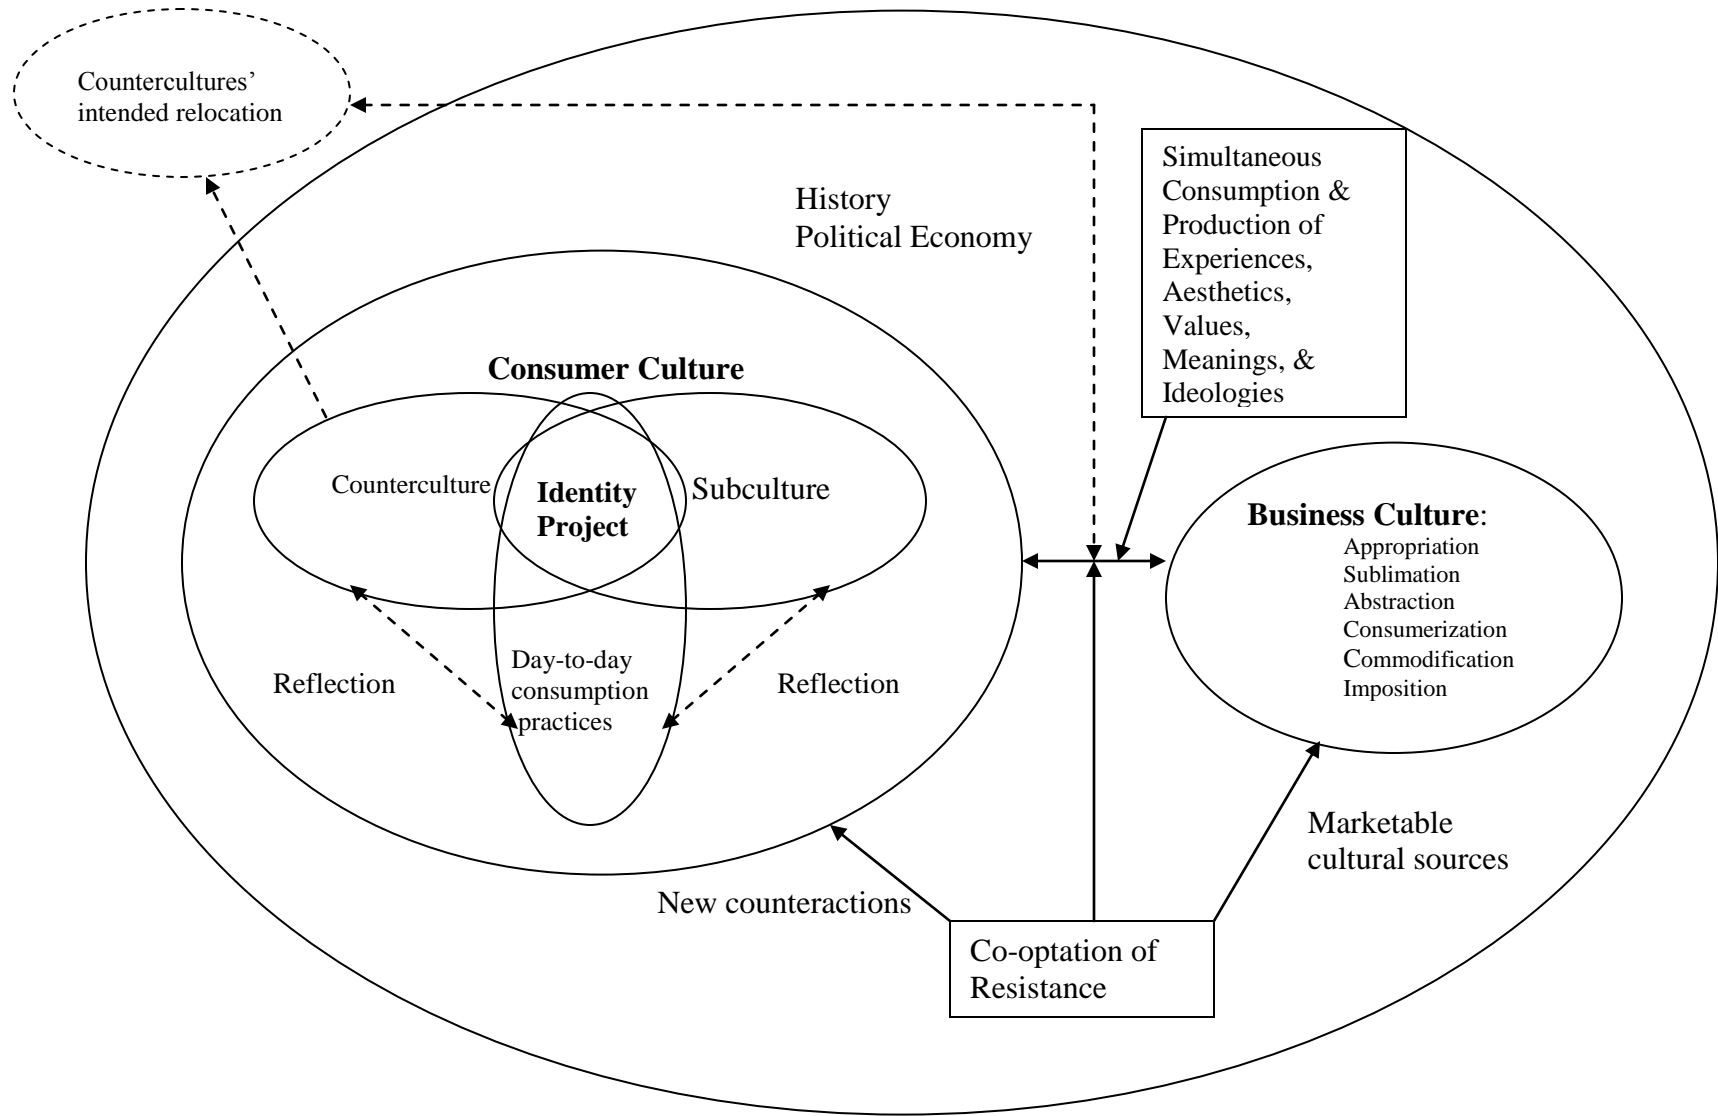 Countercultures’
intended relocation
History
Political Economy
Simultaneous
Consumption &
Production of
Experiences,
Aesthetics,
Values,
Meanings, &
Ideologies
Consumer Culture
Counterculture
Identity
Project
Subculture
Business Culture:
Appropriation
Sublimation
Abstraction
Consumerization
Commodification
Imposition
Reflection
Day-to-day
consumption
practices
Reflection
Marketable
cultural sources
New counteractions
Co-optation of
Resistance